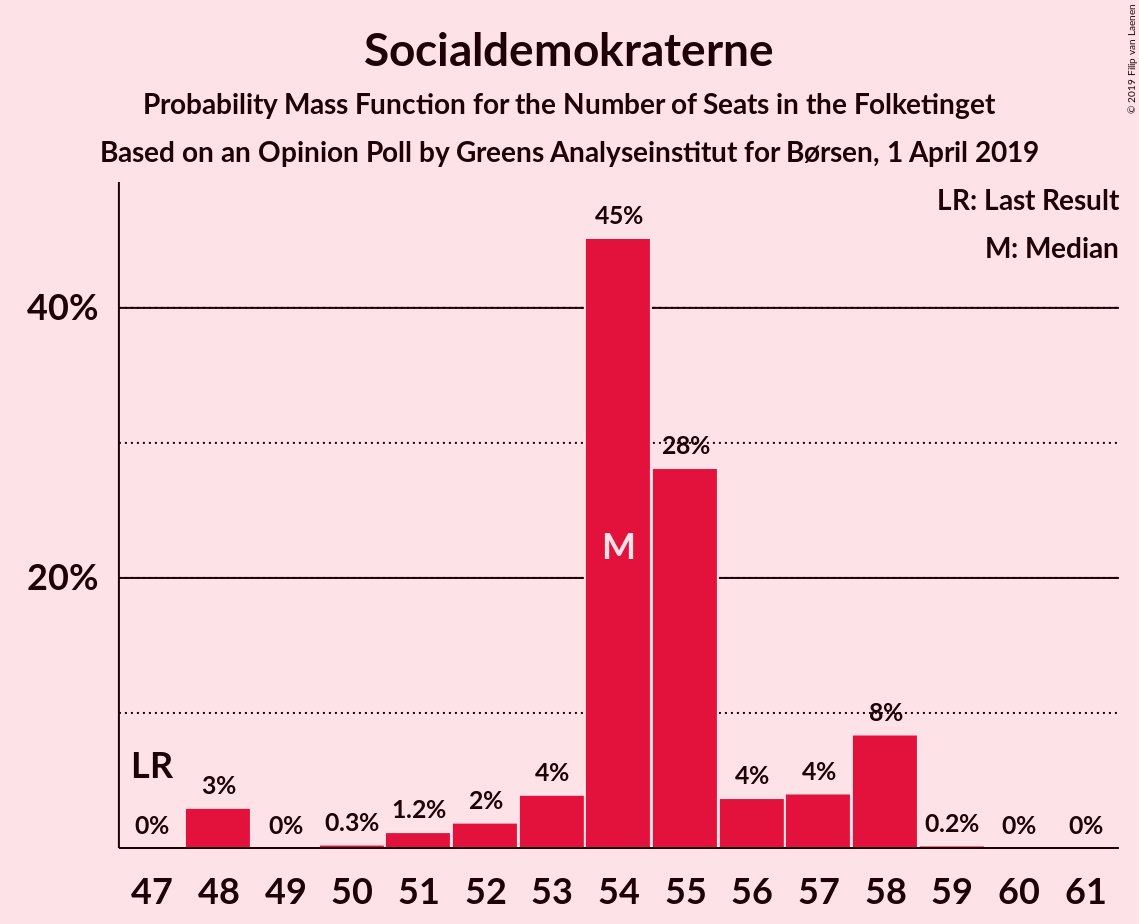 Socialdemokraterne
Probability Mass Function for the Number of Seats in the Folketinget
Based on an Opinion Poll by Greens Analyseinstitut for Børsen, 1 April 2019
© 2019 Filip van Laenen
LR: Last Result
M: Median
45%
40%
28%
M
20%
8%
LR
3%
4%
4%
4%
0%
0%
0.3%
1.2%
2%
0.2%
0%
0%
47 48 49 50 51 52 53 54 55 56 57 58 59 60 61